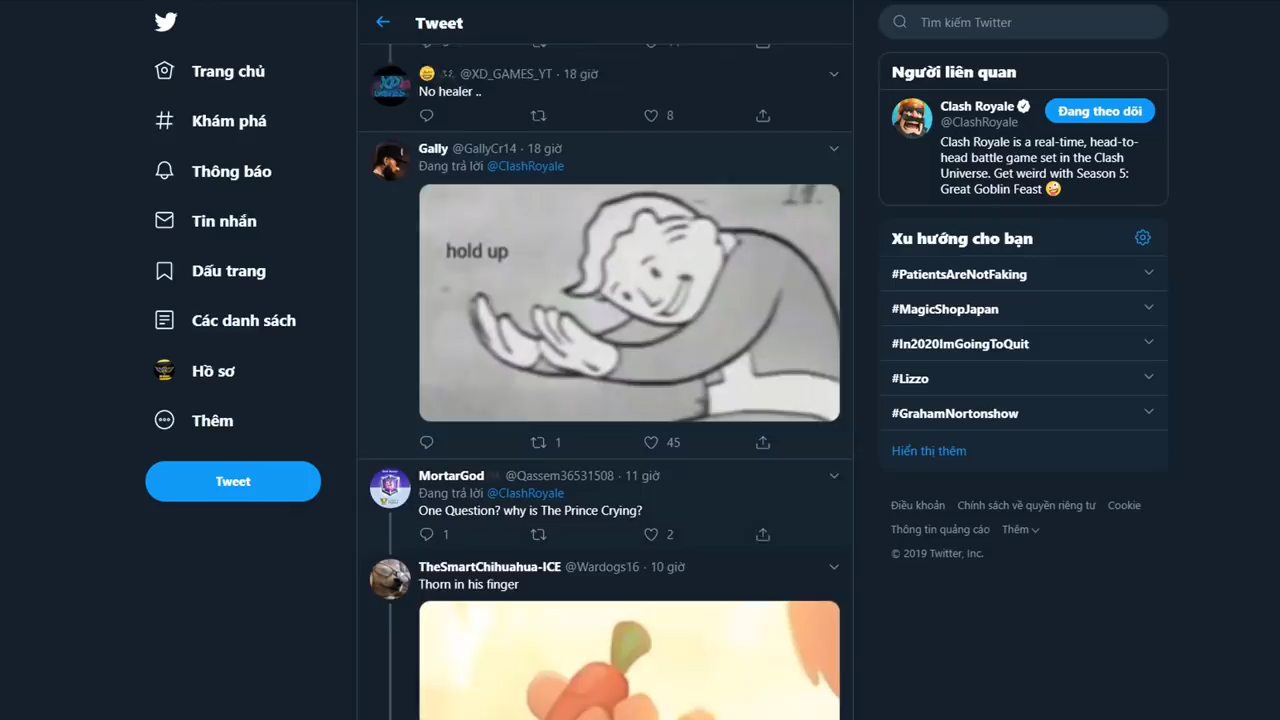 Trang chủ
Khám phá
Thông báo
Tin nhắn
Dấu trang
Các danh sách
Hồ sơ
Thêm
Tweet
Tweet
@XD_GAMES_YT · 18 giờ
No healer ..
8
Gally @GallyCr14 · 18 giờ
Đang trả lời @ClashRoyale
hold up
1 45
MortarGod @Qassem36531508 · 11 giờ
Đang trả lời @ClashRoyale
One Question? why is The Prince Crying?
1 2
TheSmartChihuahua-ICE @Wardogs16 · 10 giờ
Thorn in his finger
Tìm kiếm Twitter
Người liên quan
Clash Royale
@ClashRoyale
Đang theo dõi
Clash Royale is a real-time, head-to-
head battle game set in the Clash
Universe. Get weird with Season 5:
Great Goblin Feast 🤪
Xu hướng cho bạn
#PatientsAreNotFaking
#MagicShopJapan
#In2020ImGoingToQuit
#Lizzo
#GrahamNortonshow
Hiển thị thêm
Điều khoản Chính sách về quyền riêng tư Cookie
Thông tin quảng cáo Thêm
© 2019 Twitter, Inc.